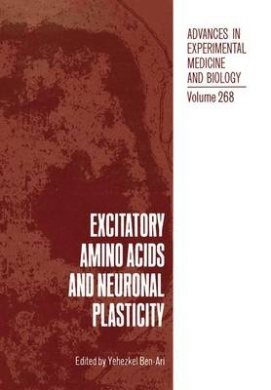 ADVANCES IN
EXPERIMENTAL
MEDICINE
AND BIOLOGY
Volume 268
EXCITATORY
AMINO ACIDS
AND NEURONAL
PLASTICITY
Edited by Yehezkel Ben-Ari